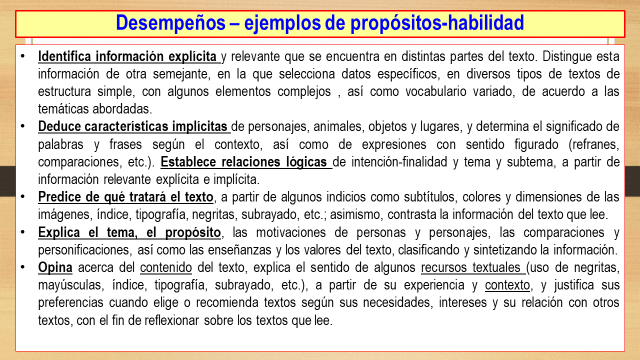 Desempeños – ejemplos de propósitos-habilidad
• Identifica información explícita y relevante que se encuentra en distintas partes del texto. Distingue esta
información de otra semejante, en la que selecciona datos específicos, en diversos tipos de textos de
estructura simple, con algunos elementos complejos , así como vocabulario variado, de acuerdo a las
temáticas abordadas.
• Deduce características implícitas de personajes, animales, objetos y lugares, y determina el significado de
palabras y frases según el contexto, así como de expresiones con sentido figurado (refranes,
comparaciones, etc.). Establece relaciones lógicas de intención-finalidad y tema y subtema, a partir de
información relevante explícita e implícita.
• Predice de qué tratará el texto, a partir de algunos indicios como subtítulos, colores y dimensiones de las
imágenes, índice, tipografía, negritas, subrayado, etc.; asimismo, contrasta la información del texto que lee.
• Explica el tema, el propósito, las motivaciones de personas y personajes, las comparaciones y
personificaciones, así como las enseñanzas y los valores del texto, clasificando y sintetizando la información.
• Opina acerca del contenido del texto, explica el sentido de algunos recursos textuales (uso de negritas,
mayúsculas, índice, tipografía, subrayado, etc.), a partir de su experiencia y contexto, y justifica sus
preferencias cuando elige o recomienda textos según sus necesidades, intereses y su relación con otros
textos, con el fin de reflexionar sobre los textos que lee.